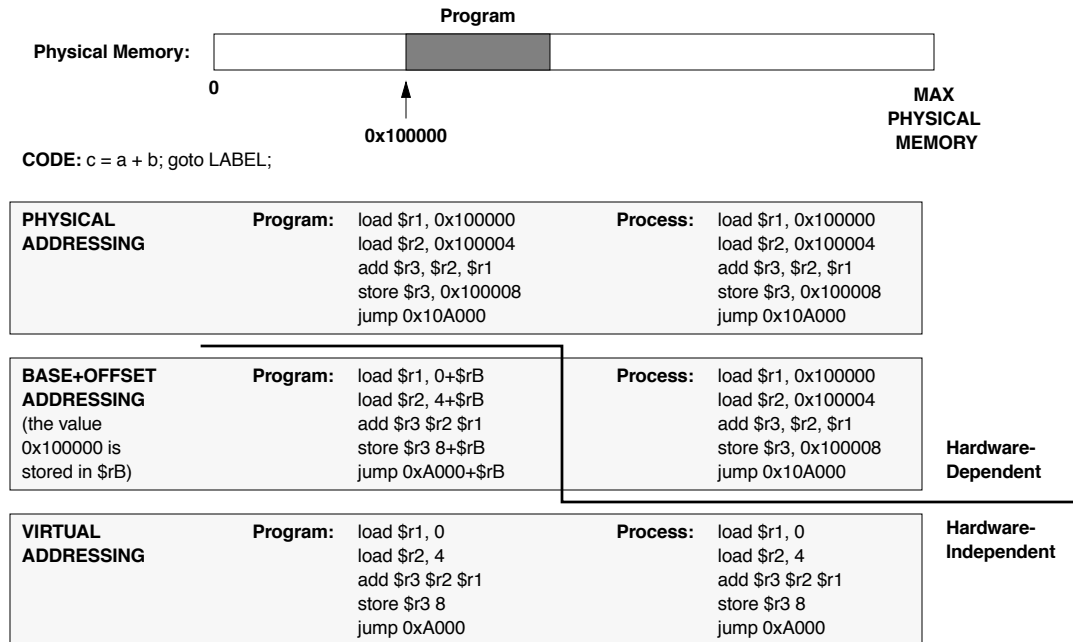 Program
Physical Memory:
0
0x100000
MAX
PHYSICAL
MEMORY
CODE: c = a + b; goto LABEL;
PHYSICAL
ADDRESSING
Program:
load $r1, 0x100000
load $r2, 0x100004
add $r3, $r2, $r1
store $r3, 0x100008
jump 0x10A000
Process:
load $r1, 0x100000
load $r2, 0x100004
add $r3, $r2, $r1
store $r3, 0x100008
jump 0x10A000
BASE+OFFSET
ADDRESSING
(the value
0x100000 is
stored in $rB)
Program:
load $r1, 0+$rB
load $r2, 4+$rB
add $r3 $r2 $r1
store $r3 8+$rB
jump 0xA000+$rB
Process:
load $r1, 0x100000
load $r2, 0x100004
add $r3, $r2, $r1
store $r3, 0x100008
jump 0x10A000
Hardware-
Dependent
VIRTUAL
ADDRESSING
Program:
load $r1, 0
load $r2, 4
add $r3 $r2 $r1
store $r3 8
jump 0xA000
Process:
load $r1, 0
load $r2, 4
add $r3 $r2 $r1
store $r3 8
jump 0xA000
Hardware-
Independent